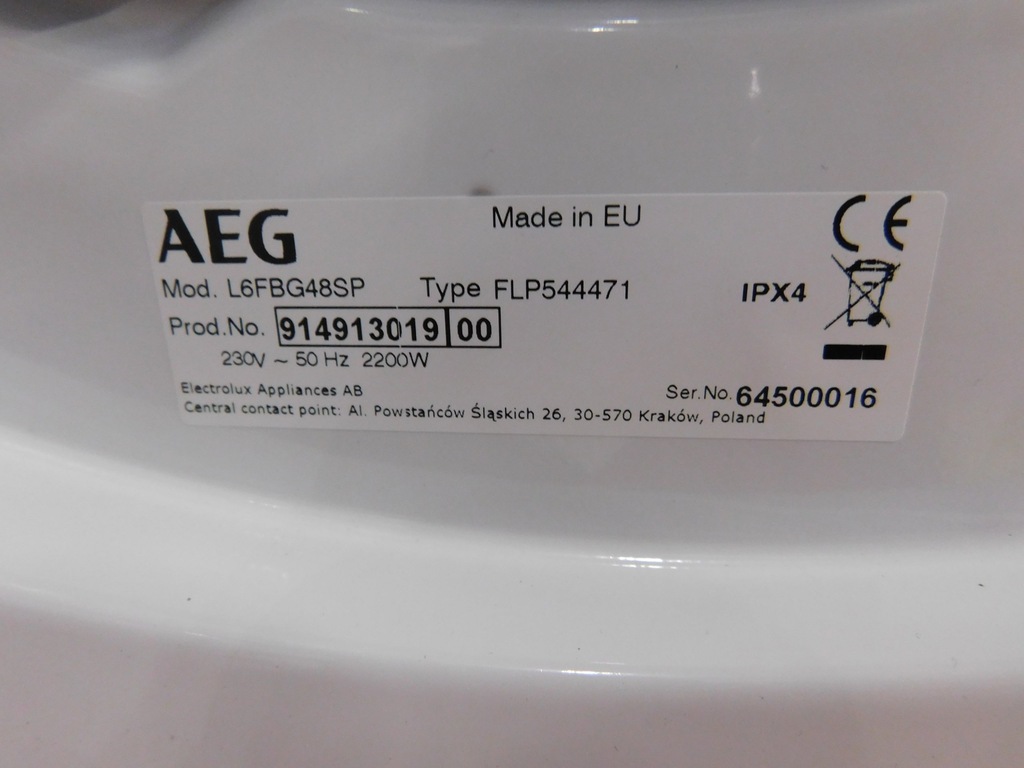 AEG
Made in EU
CE
Mod. L6FBG48SP Type FLP544471
IPX4
Prod.No. 914913019 00
230V ~ 50 Hz 2200W
Electrolux Appliances AB
Ser.No. 64500016
Central contact point: Al. Powstańców Śląskich 26, 30-570 Kraków, Poland